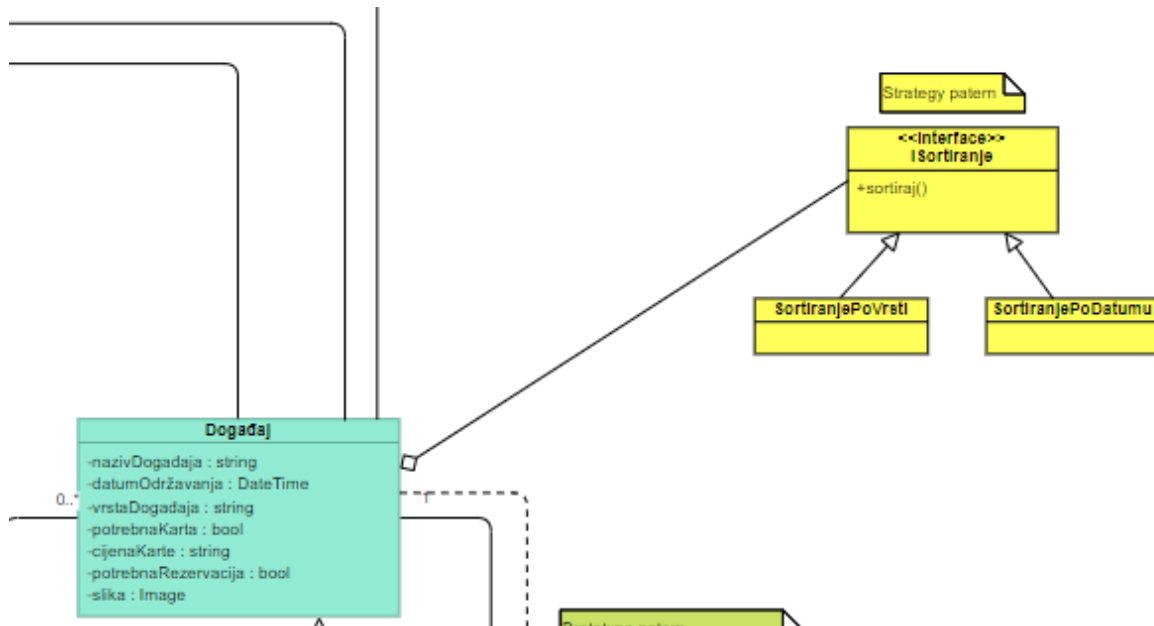 Strategy patern
<<Interface>>
ISortiranje
+sortiraj()
SortiranjePoVrsti
SortiranjePoDatumu
Događaj
-nazivDogađaja : string
-datumOdržavanja : DateTime
-vrstaDogađaja : string
-potrebnaKarta : bool
-cijenaKarte : string
-potrebnaRezervacija : bool
-slika : Image
0..*
1